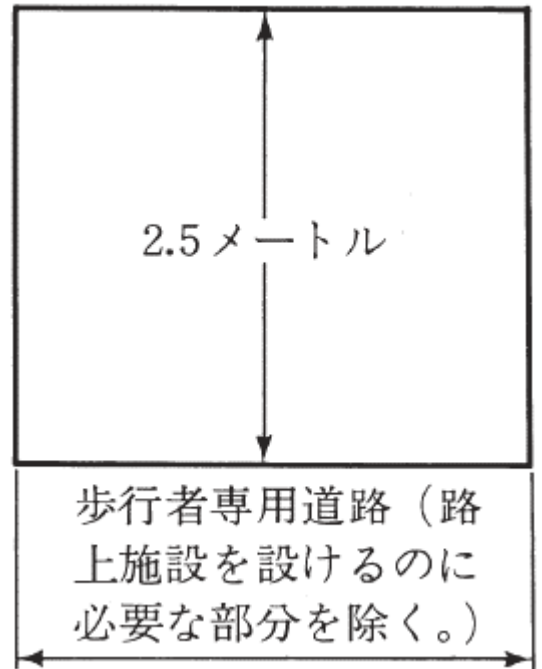 2.5メートル
歩行者専用道路（路
上施設を設けるのに
必要な部分を除く。）